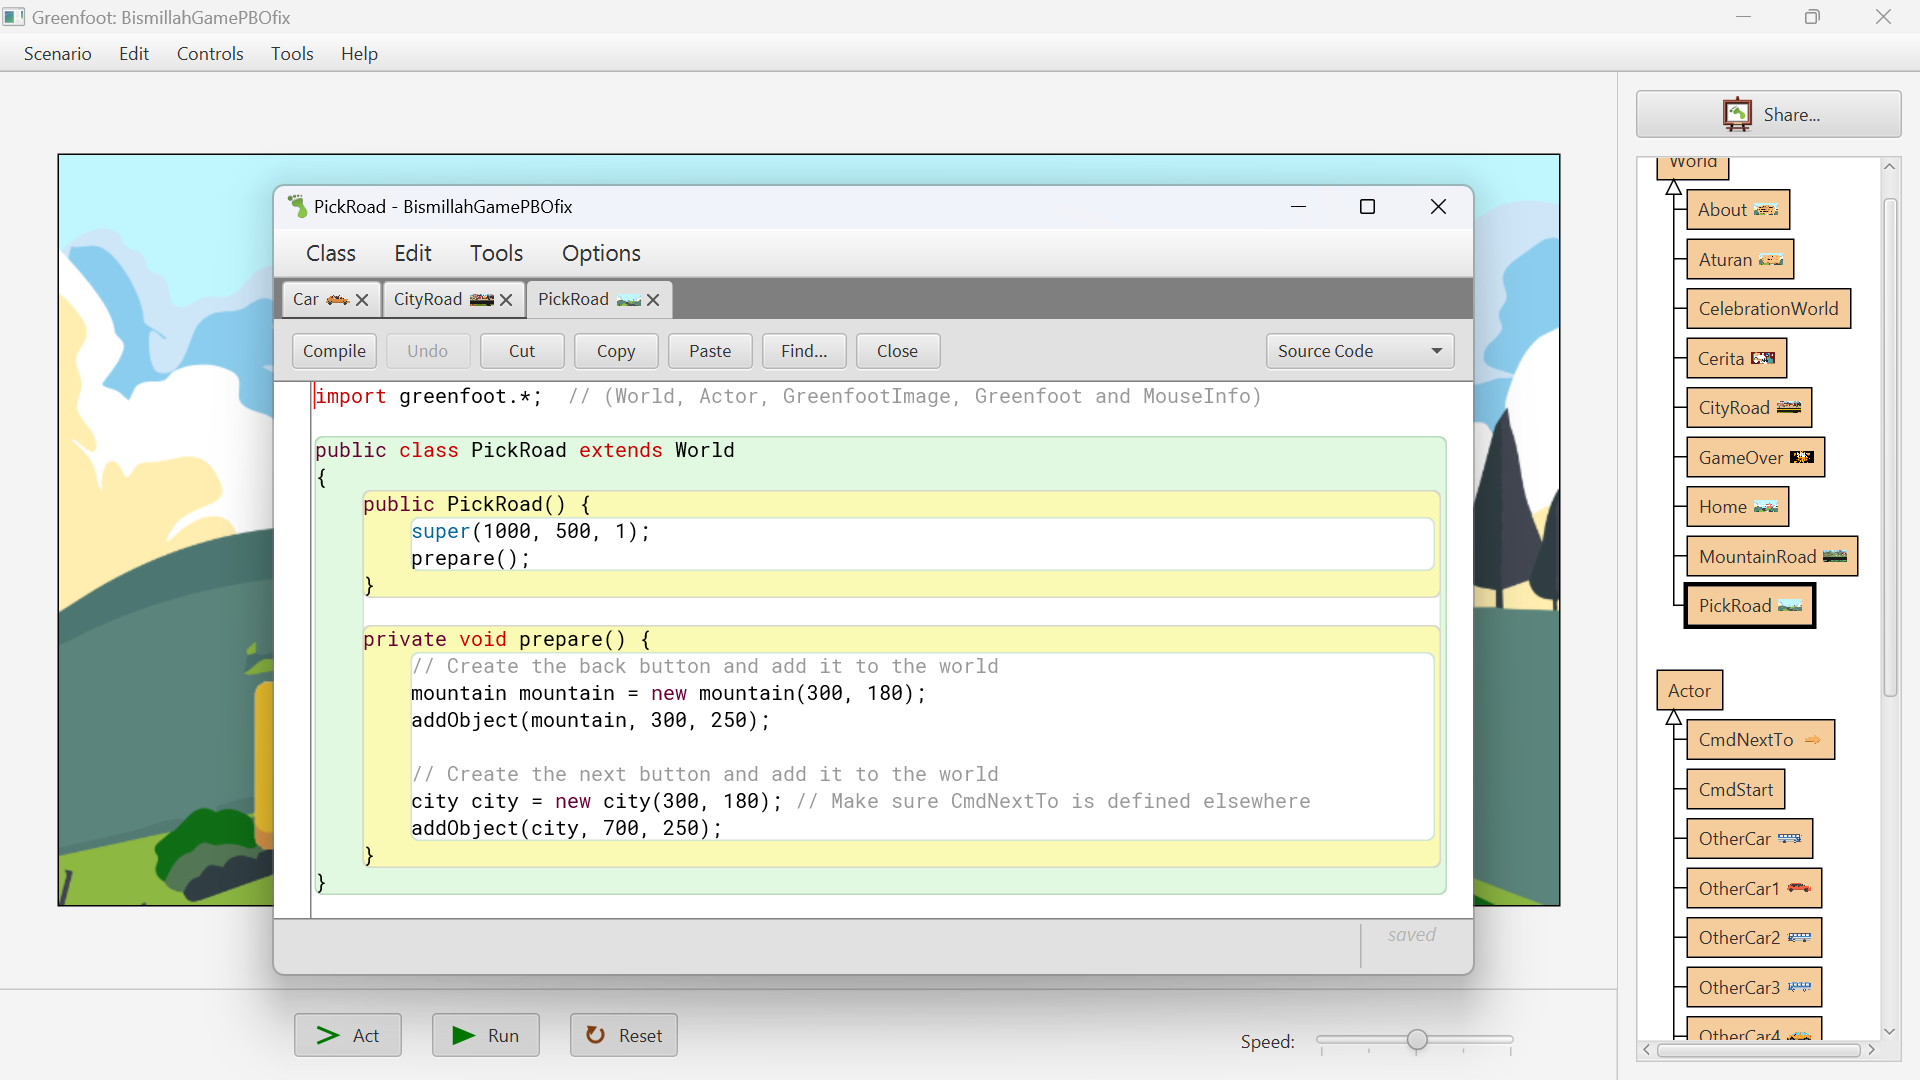 Greenfoot: BismillahGamePBOfix
Scenario Edit Controls Tools Help
Share...
World
About
Aturan
CelebrationWorld
Cerita
CityRoad
GameOver
Home
MountainRoad
PickRoad
Actor
CmdNextTo
CmdStart
OtherCar
OtherCar1
OtherCar2
OtherCar3
OtherCar4
PickRoad - BismillahGamePBOfix
Class Edit Tools Options
Car CityRoad PickRoad
Compile Undo Cut Copy Paste Find... Close Source Code
import greenfoot.*;  // (World, Actor, GreenfootImage, Greenfoot and MouseInfo)
public class PickRoad extends World
{
public PickRoad() {
super(1000, 500, 1);
prepare();
}
private void prepare() {
// Create the back button and add it to the world
mountain mountain = new mountain(300, 180);
addObject(mountain, 300, 250);
// Create the next button and add it to the world
city city = new city(300, 180); // Make sure CmdNextTo is defined elsewhere
addObject(city, 700, 250);
}
}
saved
Act Run Reset Speed: